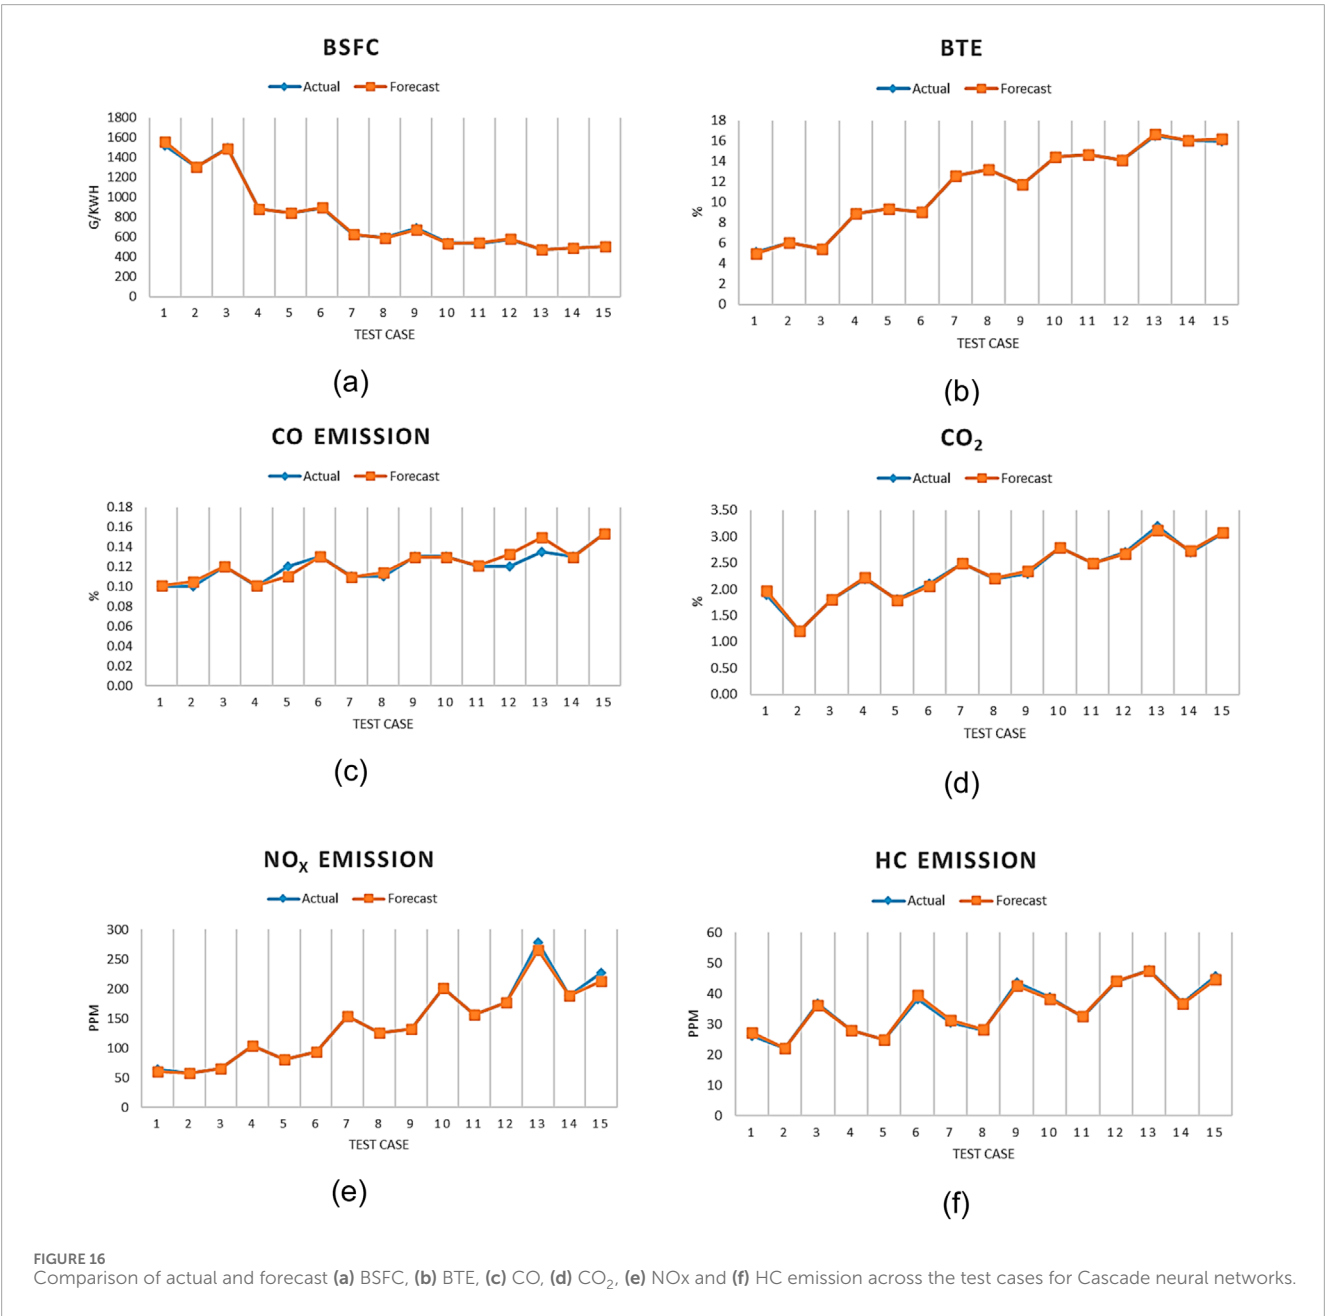 BSFC
Actual Forecast
1800
1600
1400
1200
1000
800
600
400
200
0
G/KWH
1 2 3 4 5 6 7 8 9 10 11 12 13 14 15
TEST CASE
(a)
BTE
Actual Forecast
18
16
14
12
10
8
6
4
2
0
%
1 2 3 4 5 6 7 8 9 10 11 12 13 14 15
TEST CASE
(b)
CO EMISSION
Actual Forecast
0.18
0.16
0.14
0.12
0.10
0.08
0.06
0.04
0.02
0.00
%
1 2 3 4 5 6 7 8 9 10 11 12 13 14 15
TEST CASE
(c)
CO₂
Actual Forecast
3.50
3.00
2.50
2.00
1.50
1.00
0.50
0.00
%
1 2 3 4 5 6 7 8 9 10 11 12 13 14 15
TEST CASE
(d)
NOX EMISSION
Actual Forecast
300
250
200
150
100
50
0
PPM
1 2 3 4 5 6 7 8 9 10 11 12 13 14 15
TEST CASE
(e)
HC EMISSION
Actual Forecast
60
50
40
30
20
10
0
PPM
1 2 3 4 5 6 7 8 9 10 11 12 13 14 15
TEST CASE
(f)
FIGURE 16
Comparison of actual and forecast (a) BSFC, (b) BTE, (c) CO, (d) CO₂, (e) NOx and (f) HC emission across the test cases for Cascade neural networks.